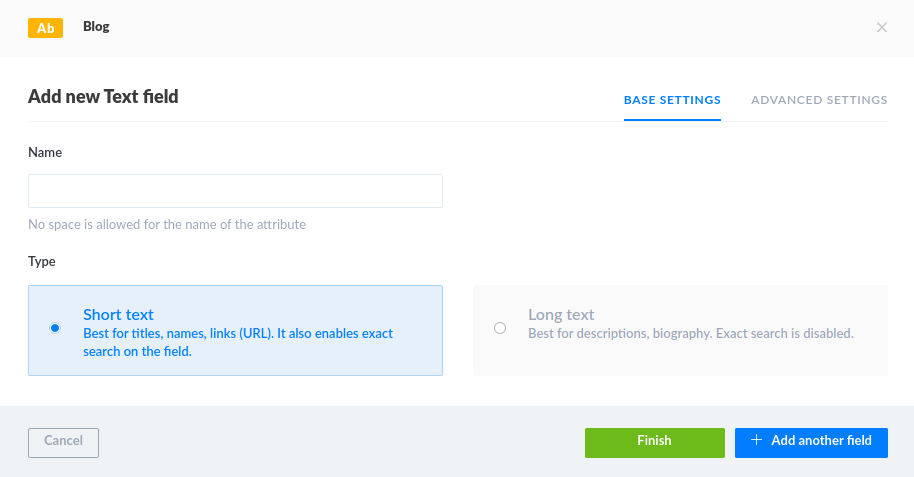 Ab Blog
Add new Text field
BASE SETTINGS ADVANCED SETTINGS
Name
No space is allowed for the name of the attribute
Type
Short text
Best for titles, names, links (URL). It also enables exact
search on the field.
Long text
Best for descriptions, biography. Exact search is disabled.
Cancel
Finish
+ Add another field